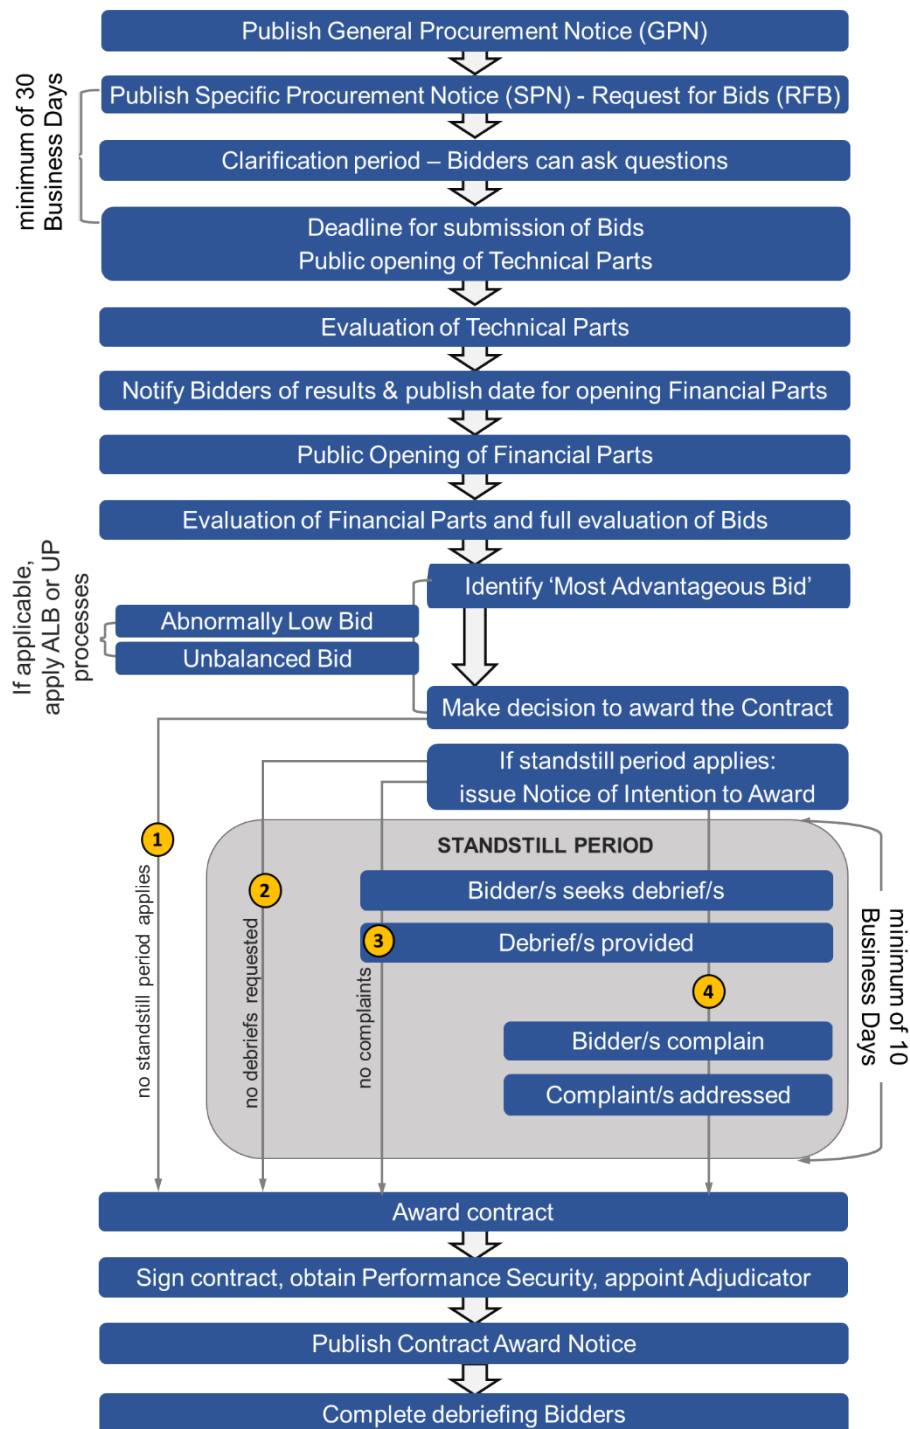 Publish General Procurement Notice (GPN)
minimum of 30
Business Days
Publish Specific Procurement Notice (SPN) - Request for Bids (RFB)
Clarification period – Bidders can ask questions
Deadline for submission of Bids
Public opening of Technical Parts
Evaluation of Technical Parts
Notify Bidders of results & publish date for opening Financial Parts
Public Opening of Financial Parts
Evaluation of Financial Parts and full evaluation of Bids
Identify ‘Most Advantageous Bid’
If applicable,
apply ALB or UP
processes
Abnormally Low Bid
Unbalanced Bid
Make decision to award the Contract
If standstill period applies:
issue Notice of Intention to Award
1
no standstill period applies
STANDSTILL PERIOD
2
no debriefs requested
Bidder/s seeks debrief/s
3
no complaints
Debrief/s provided
4
Bidder/s complain
Complaint/s addressed
minimum of 10
Business Days
Award contract
Sign contract, obtain Performance Security, appoint Adjudicator
Publish Contract Award Notice
Complete debriefing Bidders